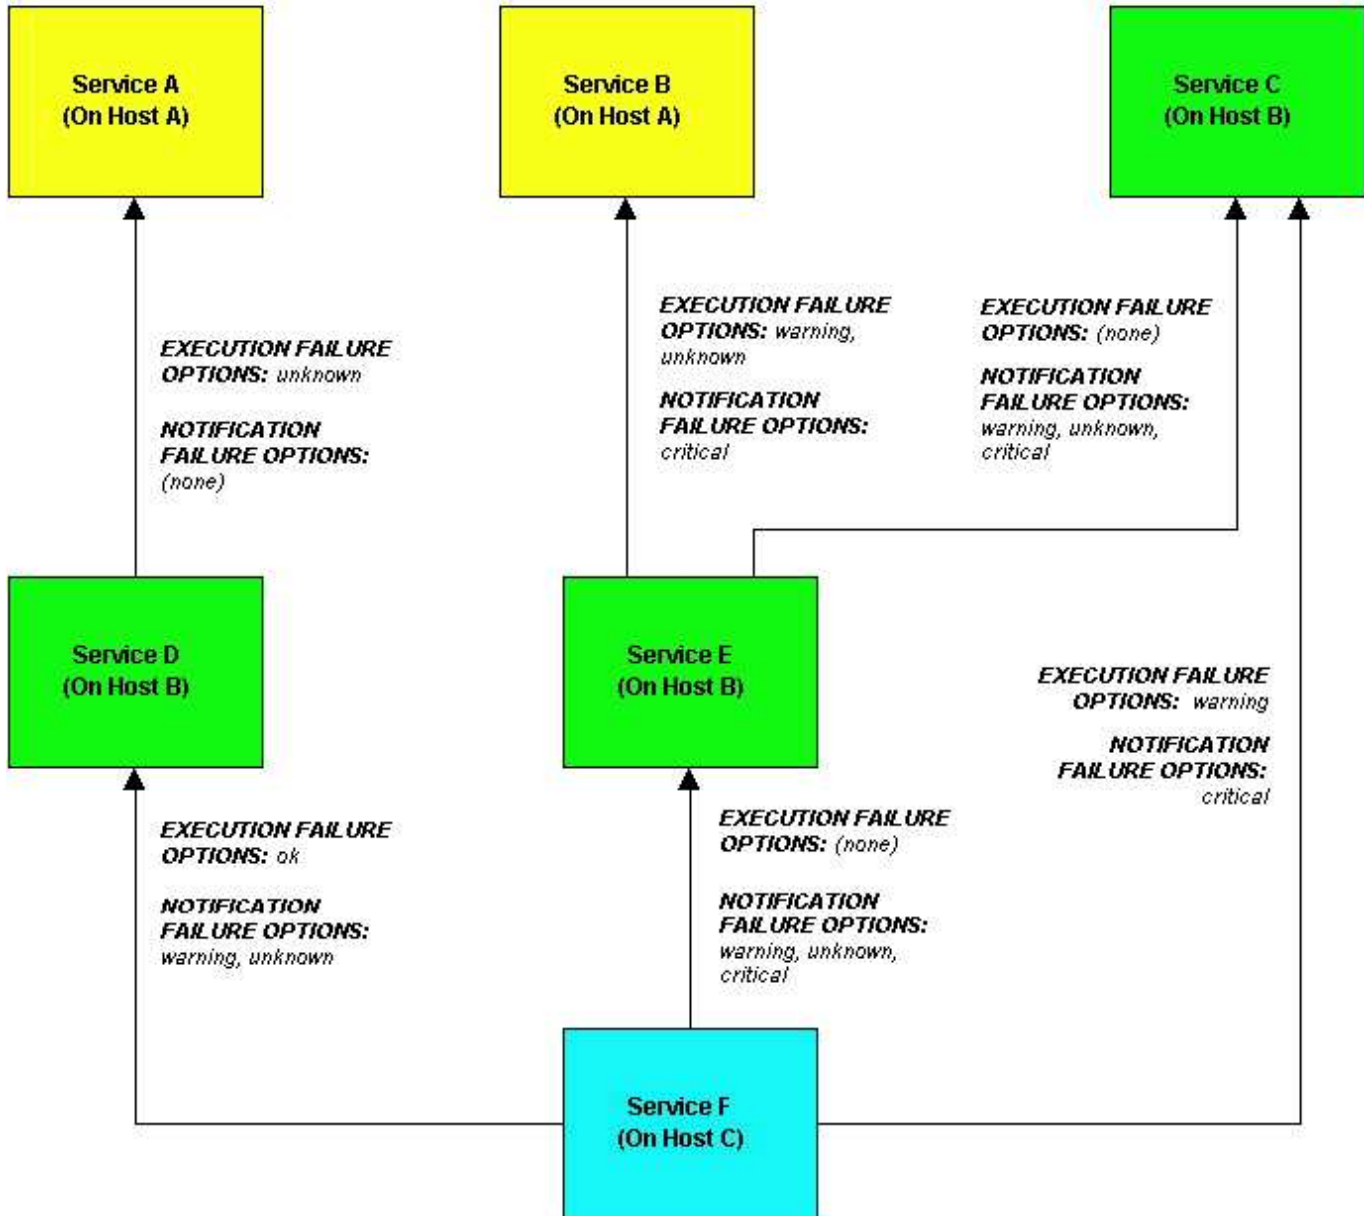 Service A
(On Host A)
Service B
(On Host A)
Service C
(On Host B)
EXECUTION FAILURE
OPTIONS: unknown
NOTIFICATION
FAILURE OPTIONS:
(none)
EXECUTION FAILURE
OPTIONS: warning,
unknown
NOTIFICATION
FAILURE OPTIONS:
critical
EXECUTION FAILURE
OPTIONS: (none)
NOTIFICATION
FAILURE OPTIONS:
warning, unknown,
critical
Service D
(On Host B)
Service E
(On Host B)
EXECUTION FAILURE
OPTIONS: warning
NOTIFICATION
FAILURE OPTIONS:
critical
EXECUTION FAILURE
OPTIONS: ok
NOTIFICATION
FAILURE OPTIONS:
warning, unknown
EXECUTION FAILURE
OPTIONS: (none)
NOTIFICATION
FAILURE OPTIONS:
warning, unknown,
critical
Service F
(On Host C)